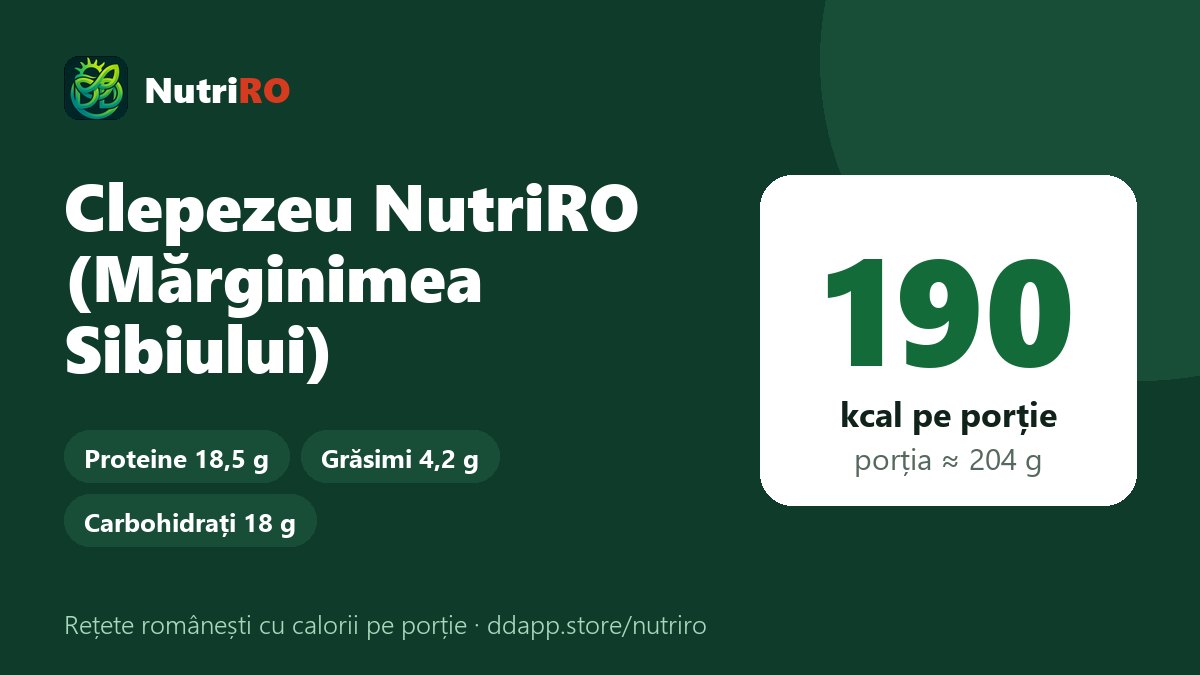 NutriRO
Clepezeu NutriRO
(Mărginimea
Sibiului)
190
kcal pe porție
porția ≈ 204 g
Proteine 18,5 g
Grăsimi 4,2 g
Carbohidrați 18 g
Rețete românești cu calorii pe porție · ddapp.store/nutriro